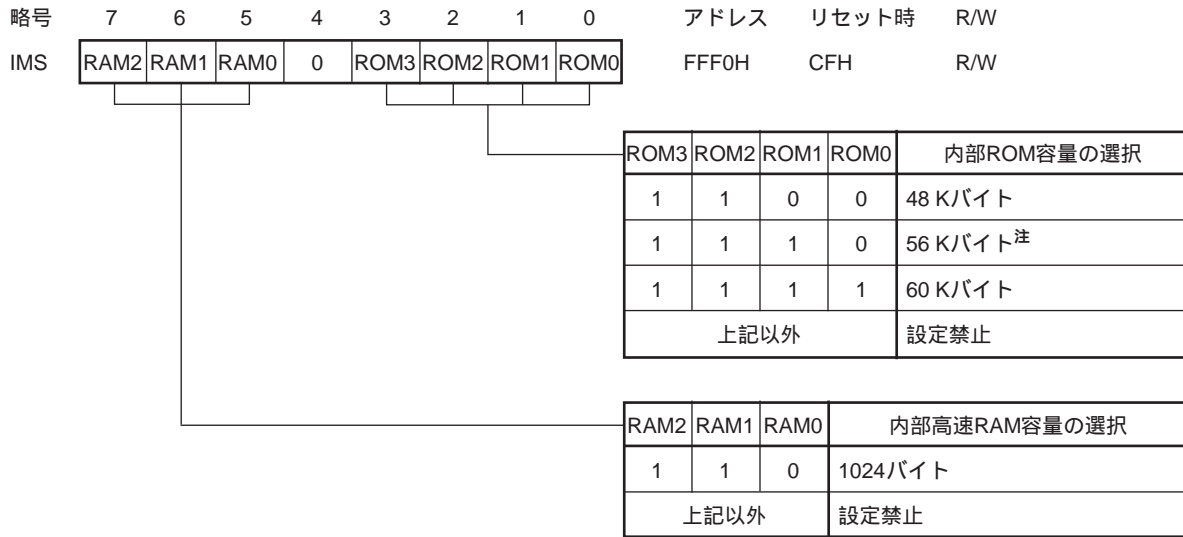 略号 7 6 5 4 3 2 1 0 アドレス リセット時 R/W
IMS RAM2 RAM1 RAM0 0 ROM3 ROM2 ROM1 ROM0 FFF0H CFH R/W
ROM3 ROM2 ROM1 ROM0 内部ROM容量の選択
1 1 0 0 48 Kバイト
1 1 1 0 56 Kバイト注
1 1 1 1 60 Kバイト
上記以外 設定禁止
RAM2 RAM1 RAM0 内部高速RAM容量の選択
1 1 0 1024バイト
上記以外 設定禁止